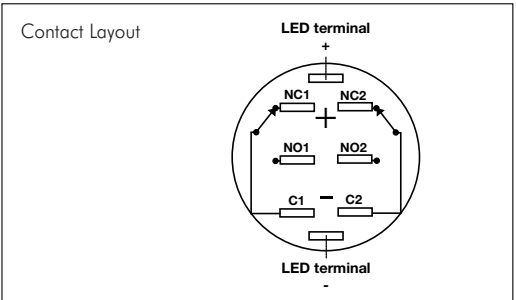 Contact Layout
LED terminal
+
NC1 NC2
+
NO1 NO2
-
C1 C2
LED terminal
-